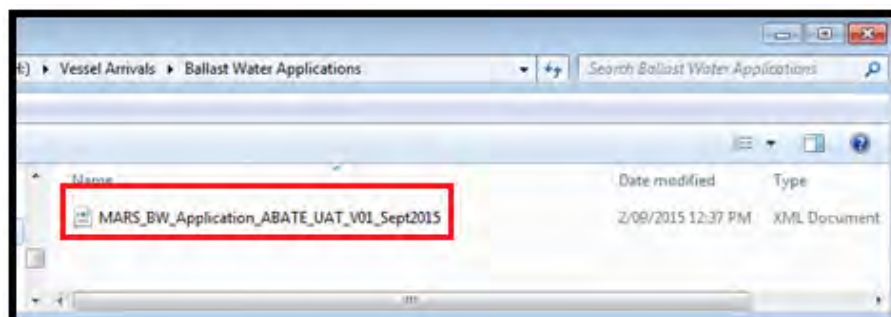 t:) ▸ Vessel Arrivals ▸ Ballast Water Applications Search Ballast Water Applications
Name Date modified Type
MARS_BW_Application_ABATE_UAT_V01_Sept2015 2/09/2015 12:37 PM XML Document